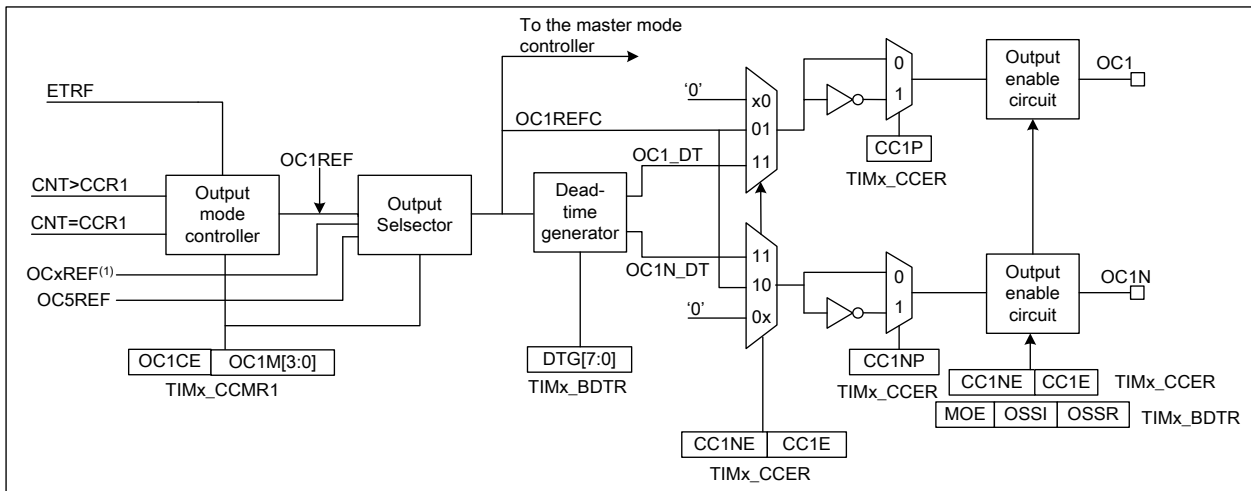 To the master mode
controller
ETRF
CNT>CCR1
CNT=CCR1
OCxREF(1)
OC5REF
Output
mode
controller
OC1REF
Output
Selsector
OC1CE
OC1M[3:0]
TIMx_CCMR1
OC1REFC
Dead-
time
generator
DTG[7:0]
TIMx_BDTR
OC1_DT
OC1N_DT
'0'
x0
01
11
11
10
'0'
0x
CC1NE
CC1E
TIMx_CCER
0
1
CC1P
TIMx_CCER
0
1
CC1NP
TIMx_CCER
Output
enable
circuit
OC1
Output
enable
circuit
OC1N
CC1NE
CC1E
TIMx_CCER
MOE
OSSI
OSSR
TIMx_BDTR